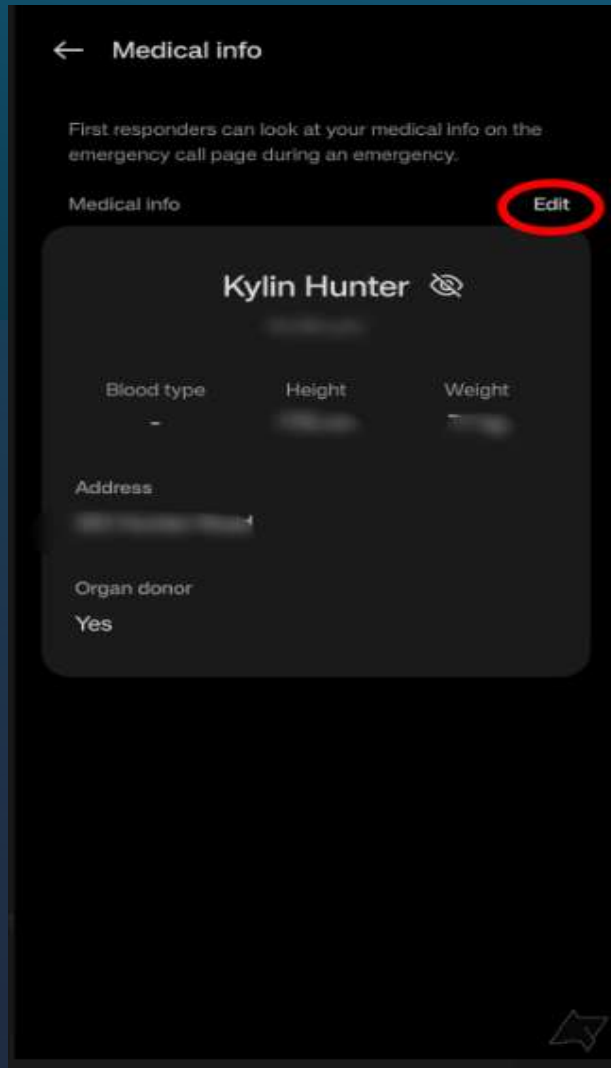 Medical info
First responders can look at your medical info on the
emergency call page during an emergency.
Medical info Edit
Kylin Hunter
Blood type Height Weight
-
Address
Organ donor
Yes